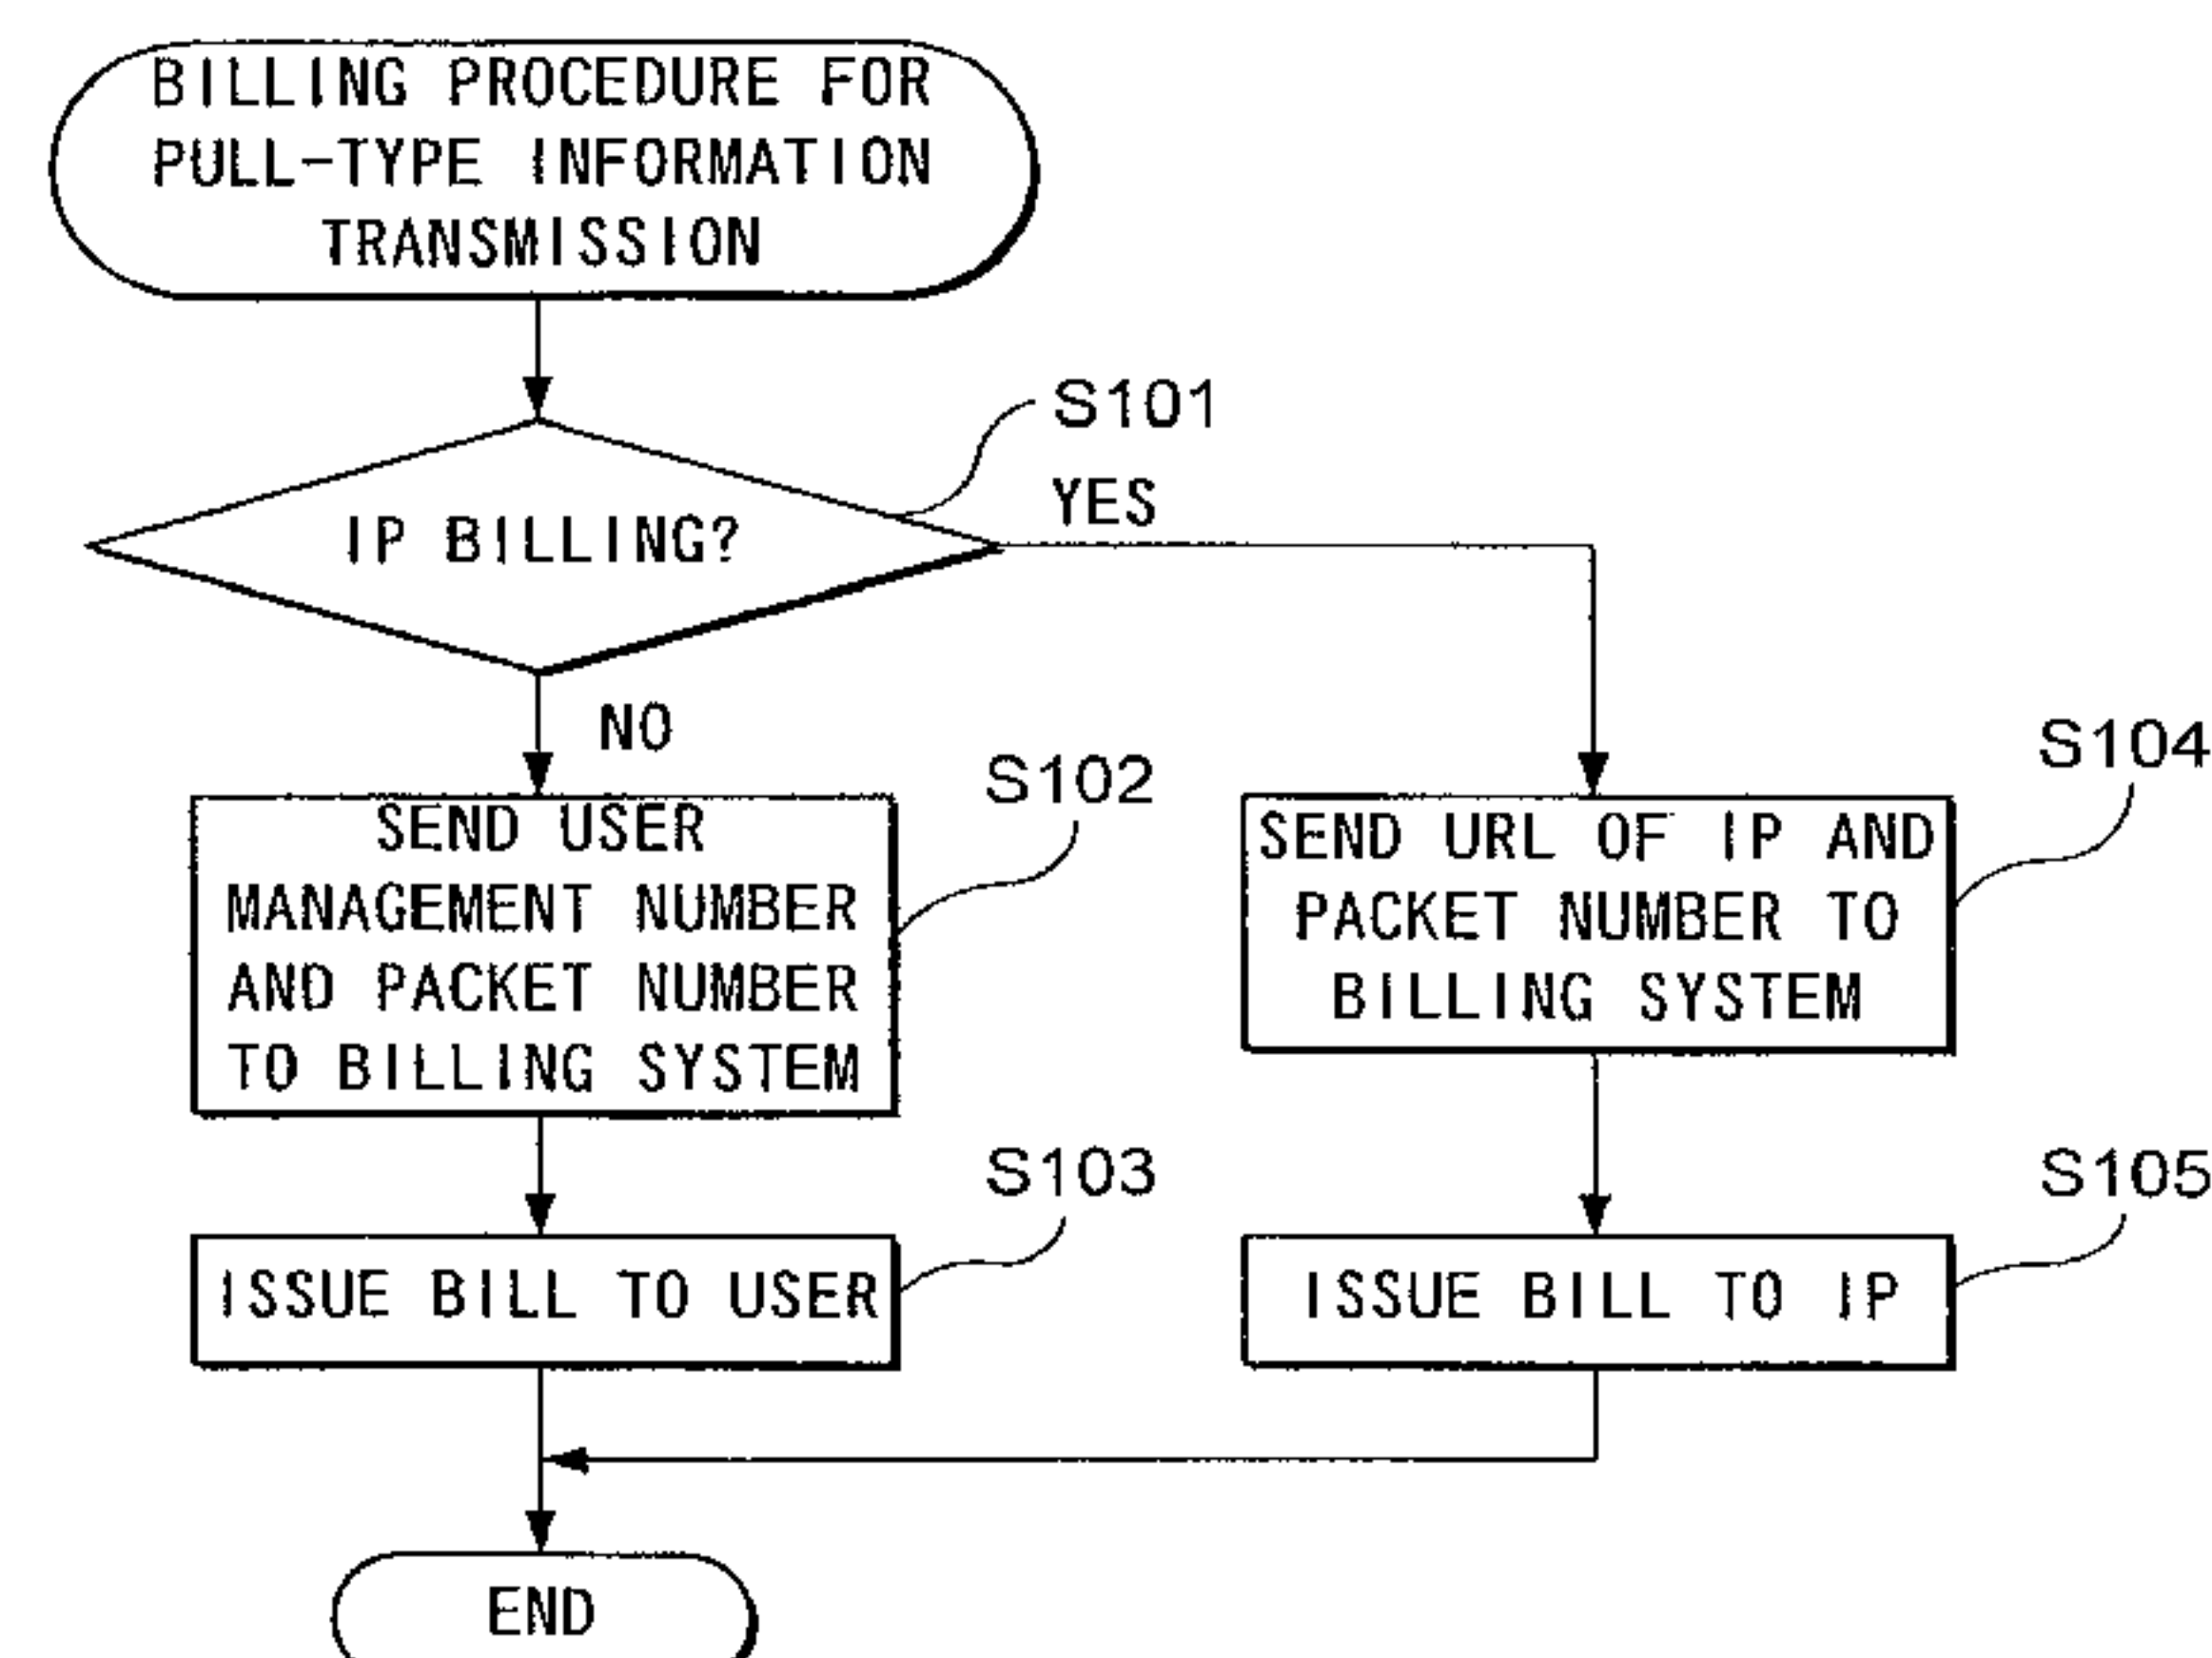 BILLING PROCEDURE FOR
PULL-TYPE INFORMATION
TRANSMISSION
S101
IP BILLING?
YES
NO
S102
SEND USER
MANAGEMENT NUMBER
AND PACKET NUMBER
TO BILLING SYSTEM
S104
SEND URL OF IP AND
PACKET NUMBER TO
BILLING SYSTEM
S103
ISSUE BILL TO USER
S105
ISSUE BILL TO IP
END